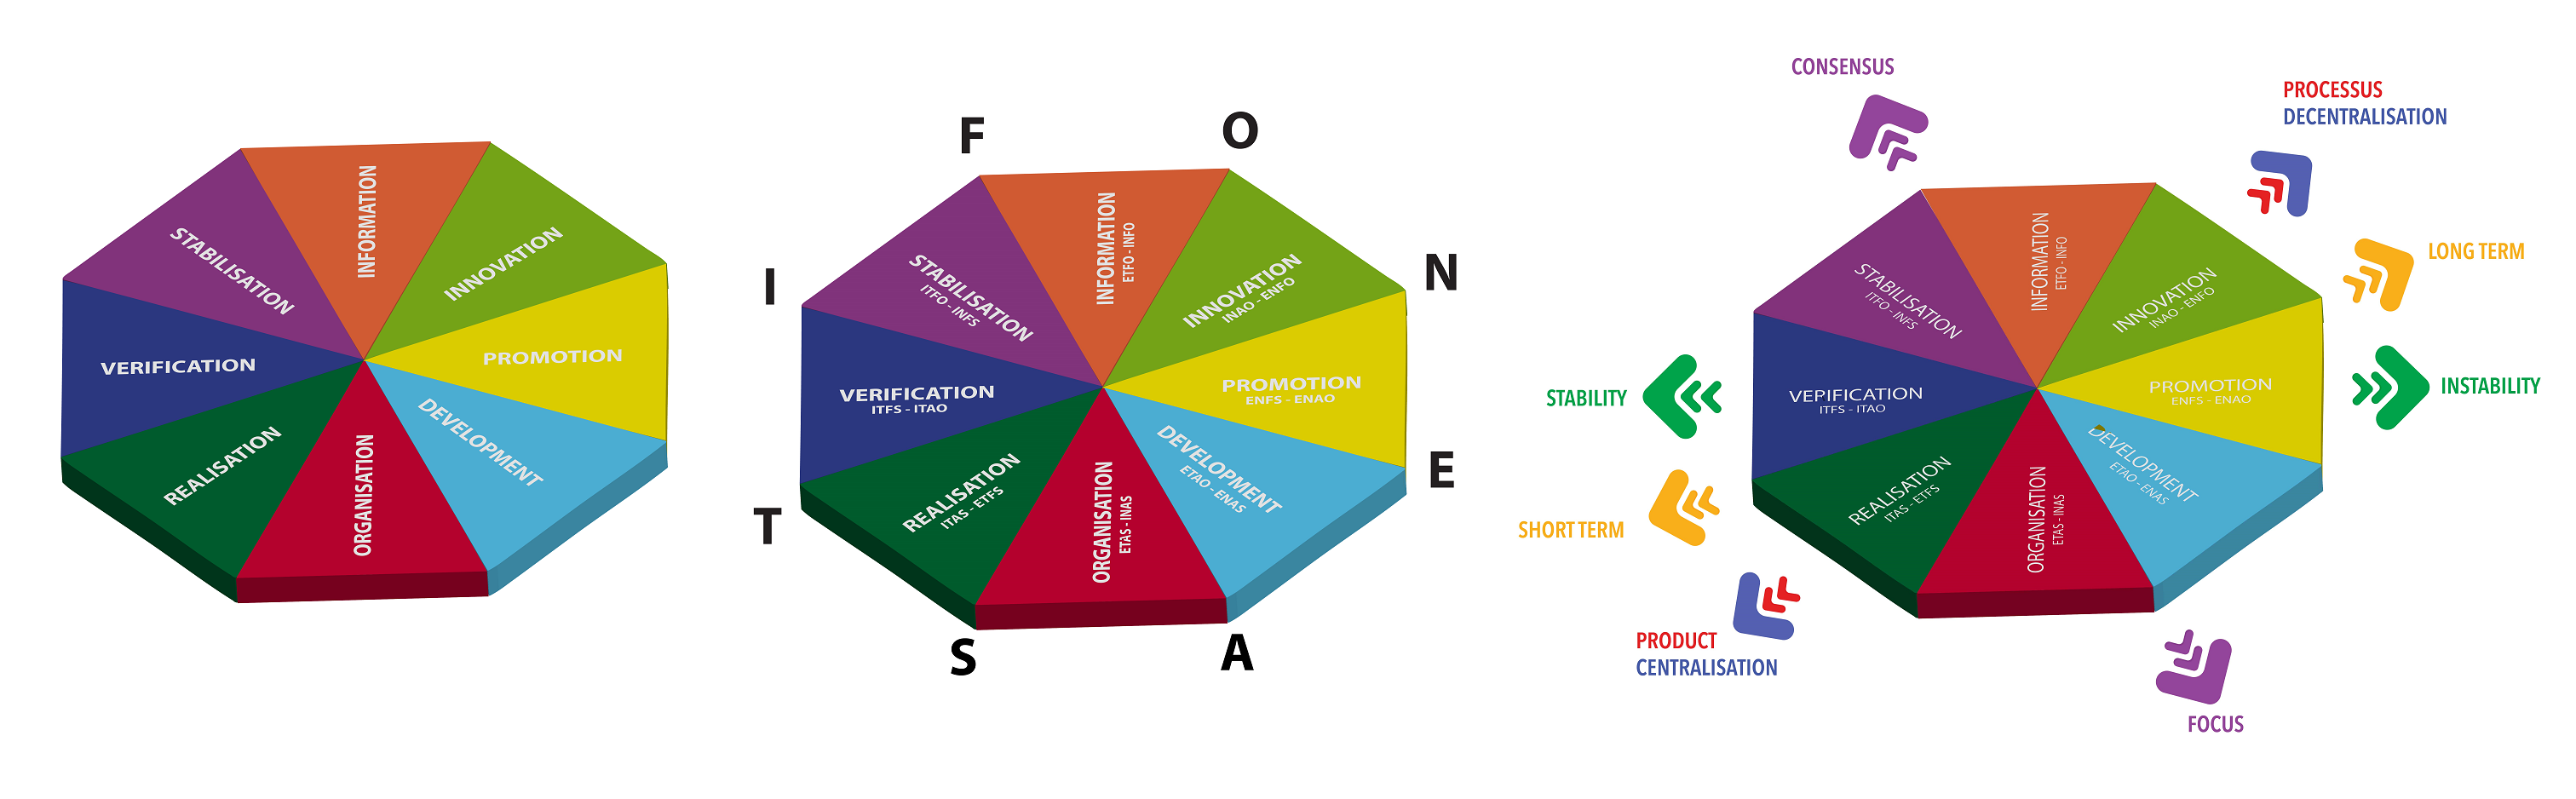 INFORMATION
INNOVATION
PROMOTION
DEVELOPMENT
ORGANISATION
REALISATION
VERIFICATION
STABILISATION
F
O
N
E
A
S
T
I
INFORMATION
ETFO - INFO
INNOVATION
INAO - ENFO
PROMOTION
ENFS - ENAO
DEVELOPMENT
ETAO - ENAS
ORGANISATION
ETAS - INAS
REALISATION
ITAS - ETFS
VERIFICATION
ITFS - ITAO
STABILISATION
ITFO - INFS
CONSENSUS
PROCESSUS
DECENTRALISATION
LONG TERM
INSTABILITY
FOCUS
PRODUCT
CENTRALISATION
SHORT TERM
STABILITY
INFORMATION
ETFO - INFO
INNOVATION
INAO - ENFO
PROMOTION
ENFS - ENAO
DEVELOPMENT
ETAO - ENAS
ORGANISATION
ETAS - INAS
REALISATION
ITAS - ETFS
VEPIFICATION
ITFS - ITAO
STABILISATION
ITFO - INFS